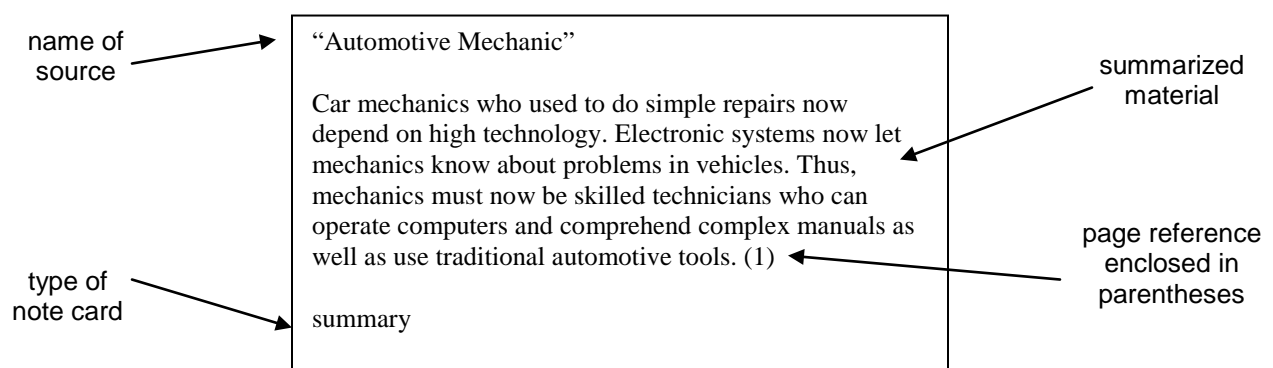 name of
source
“Automotive Mechanic”
Car mechanics who used to do simple repairs now
depend on high technology. Electronic systems now let
mechanics know about problems in vehicles. Thus,
mechanics must now be skilled technicians who can
operate computers and comprehend complex manuals as
well as use traditional automotive tools. (1)
summary
type of
note card
summarized
material
page reference
enclosed in
parentheses